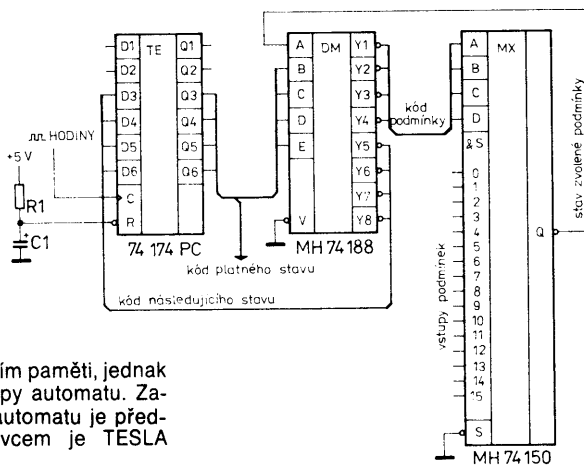 D1 TE Q1
D2 Q2
D3 Q3
D4 Q4
D5 Q5
D6 Q6
C
R
HODINY
+5 V
R1
C1
74 174 PC
A DM Y1
B Y2
C Y3
D Y4
E Y5
Y6
Y7
V Y8
MH 74188
kód
podmínky
kód platného stavu
kód následujícího stavu
A MX
B
C
D
&S
0
1
2
3
4
5
6
7
8
9
10
11
12
13
14
15
S
Q
MH 74150
vstupy podmínek
stav zvolené podmínky
ím paměti, jednak
py automatu. Za-
automatu je před-
vcem je TESLA